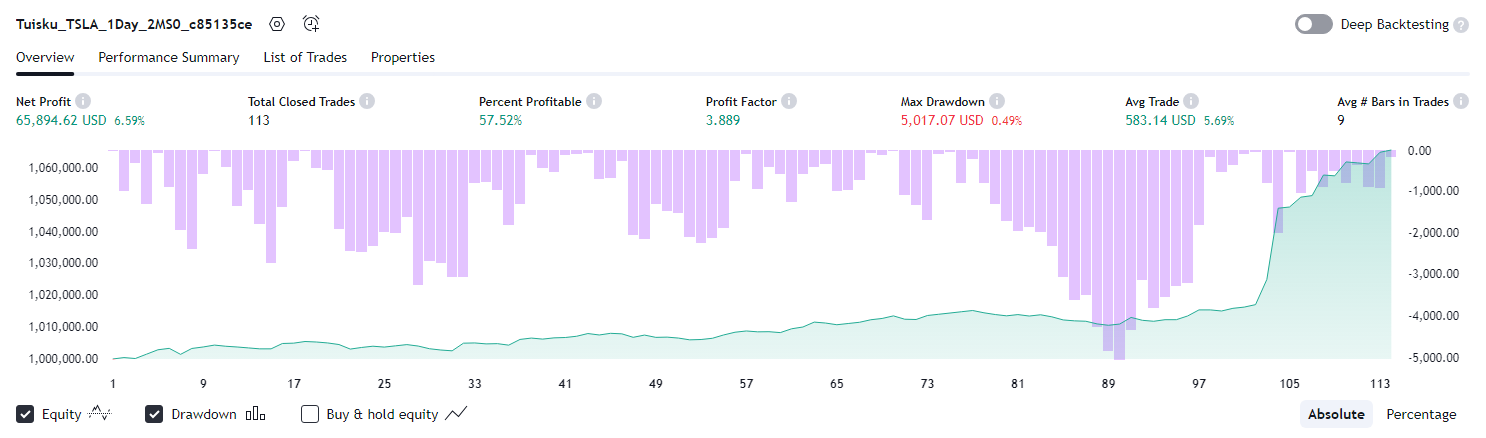 Tuisku_TSLA_1Day_2MS0_c85135ce
Deep Backtesting ?
Overview Performance Summary List of Trades Properties
Net Profit i Total Closed Trades i Percent Profitable i Profit Factor i Max Drawdown i Avg Trade i Avg # Bars in Trades i
65,894.62 USD 6.59% 113 57.52% 3.889 5,017.07 USD 0.49% 583.14 USD 5.69% 9
1,060,000.00
1,050,000.00
1,040,000.00
1,030,000.00
1,020,000.00
1,010,000.00
1,000,000.00
0.00
-1,000.00
-2,000.00
-3,000.00
-4,000.00
-5,000.00
1 9 17 25 33 41 49 57 65 73 81 89 97 105 113
Equity Drawdown Buy & hold equity Absolute Percentage